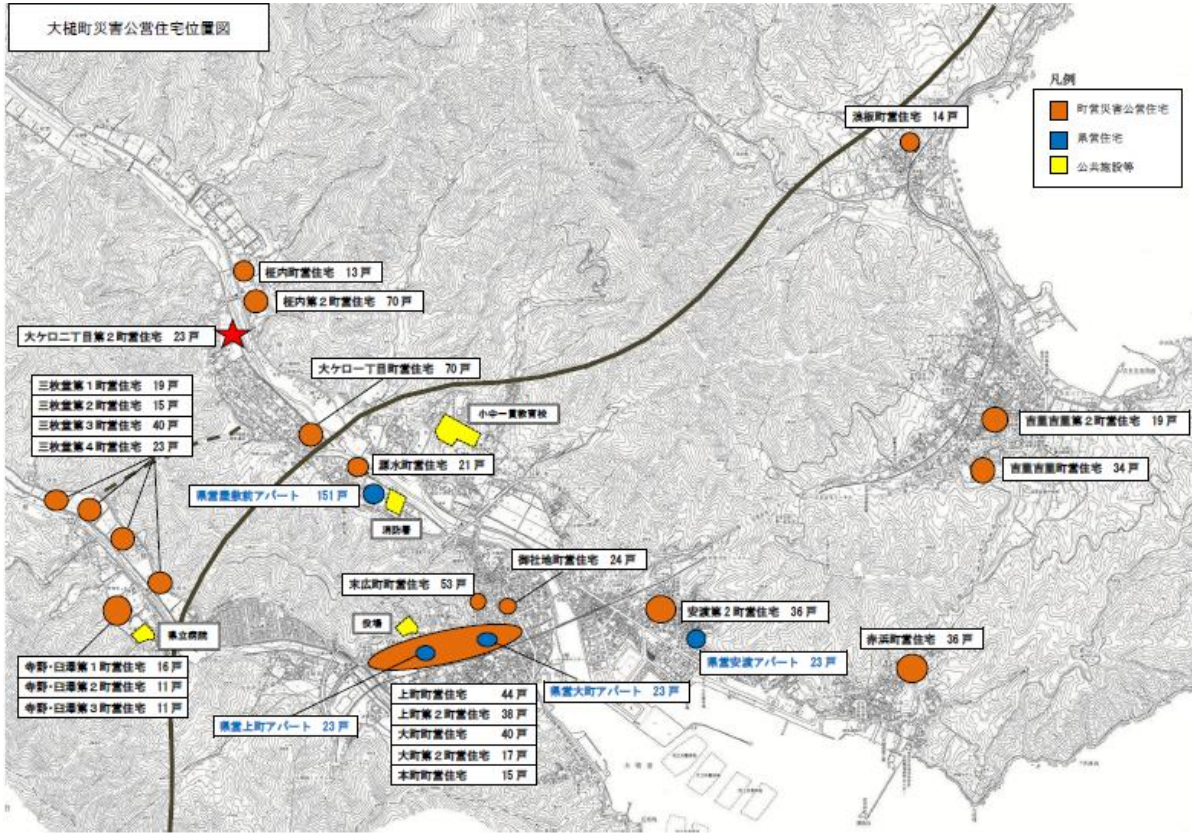 大槌町災害公営住宅位置図
凡例
町営災害公営住宅
県営住宅
公共施設等
浪板町営住宅 14戸
柾内町営住宅 13戸
柾内第2町営住宅 70戸
大ケ口二丁目第2町営住宅 23戸
大ケ口一丁目町営住宅 70戸
三枚堂第1町営住宅 19戸
三枚堂第2町営住宅 15戸
三枚堂第3町営住宅 40戸
三枚堂第4町営住宅 23戸
小中一貫教育校
吉里吉里第2町営住宅 19戸
源水町営住宅 21戸
吉里吉里町営住宅 34戸
県営屋敷前アパート 151戸
消防署
御社地町営住宅 24戸
末広町町営住宅 53戸
安渡第2町営住宅 36戸
役場
県立病院
赤浜町営住宅 36戸
県営安渡アパート 23戸
寺野・臼澤第1町営住宅 16戸
寺野・臼澤第2町営住宅 11戸
寺野・臼澤第3町営住宅 11戸
県営大町アパート 23戸
県営上町アパート 23戸
上町町営住宅 44戸
上町第2町営住宅 38戸
大町町営住宅 40戸
大町第2町営住宅 17戸
本町町営住宅 15戸